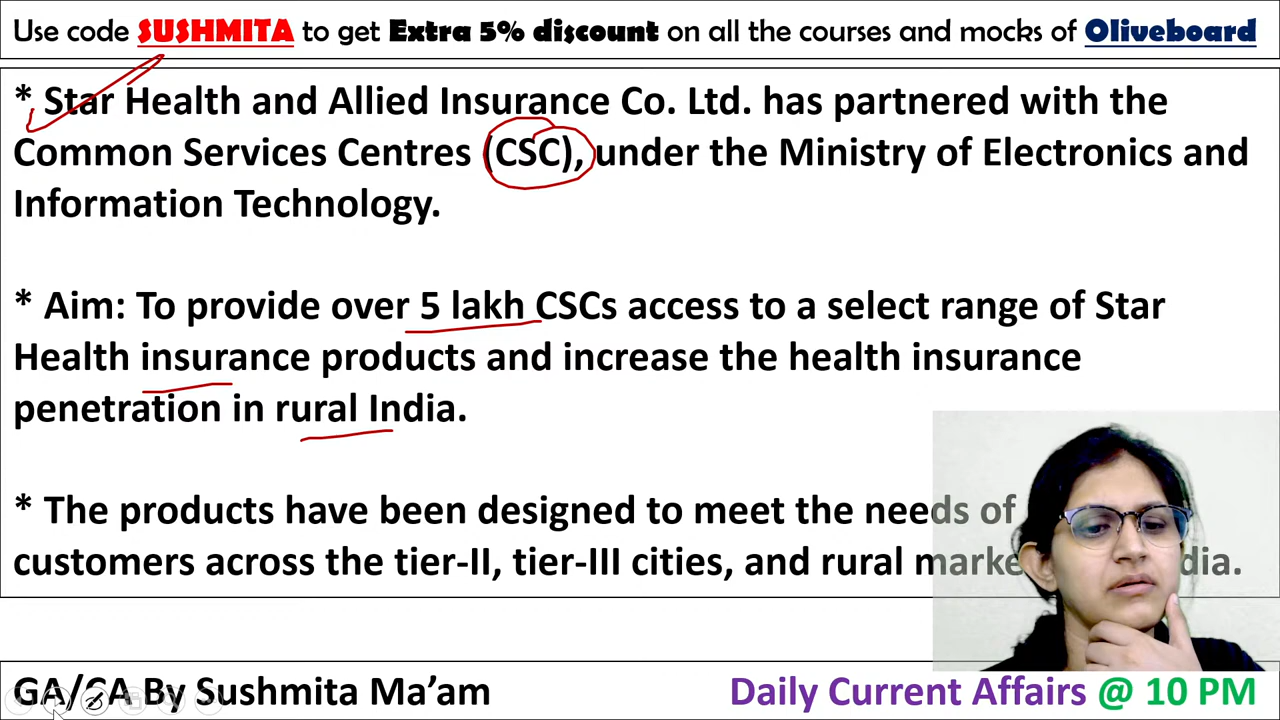 Use code SUSHMITA to get Extra 5% discount on all the courses and mocks of Oliveboard
* Star Health and Allied Insurance Co. Ltd. has partnered with the
Common Services Centres (CSC), under the Ministry of Electronics and
Information Technology.
* Aim: To provide over 5 lakh CSCs access to a select range of Star
Health insurance products and increase the health insurance
penetration in rural India.
* The products have been designed to meet the needs of
customers across the tier-II, tier-III cities, and rural
GA/CA By Sushmita Ma’am
Daily Current Affairs @ 10 PM